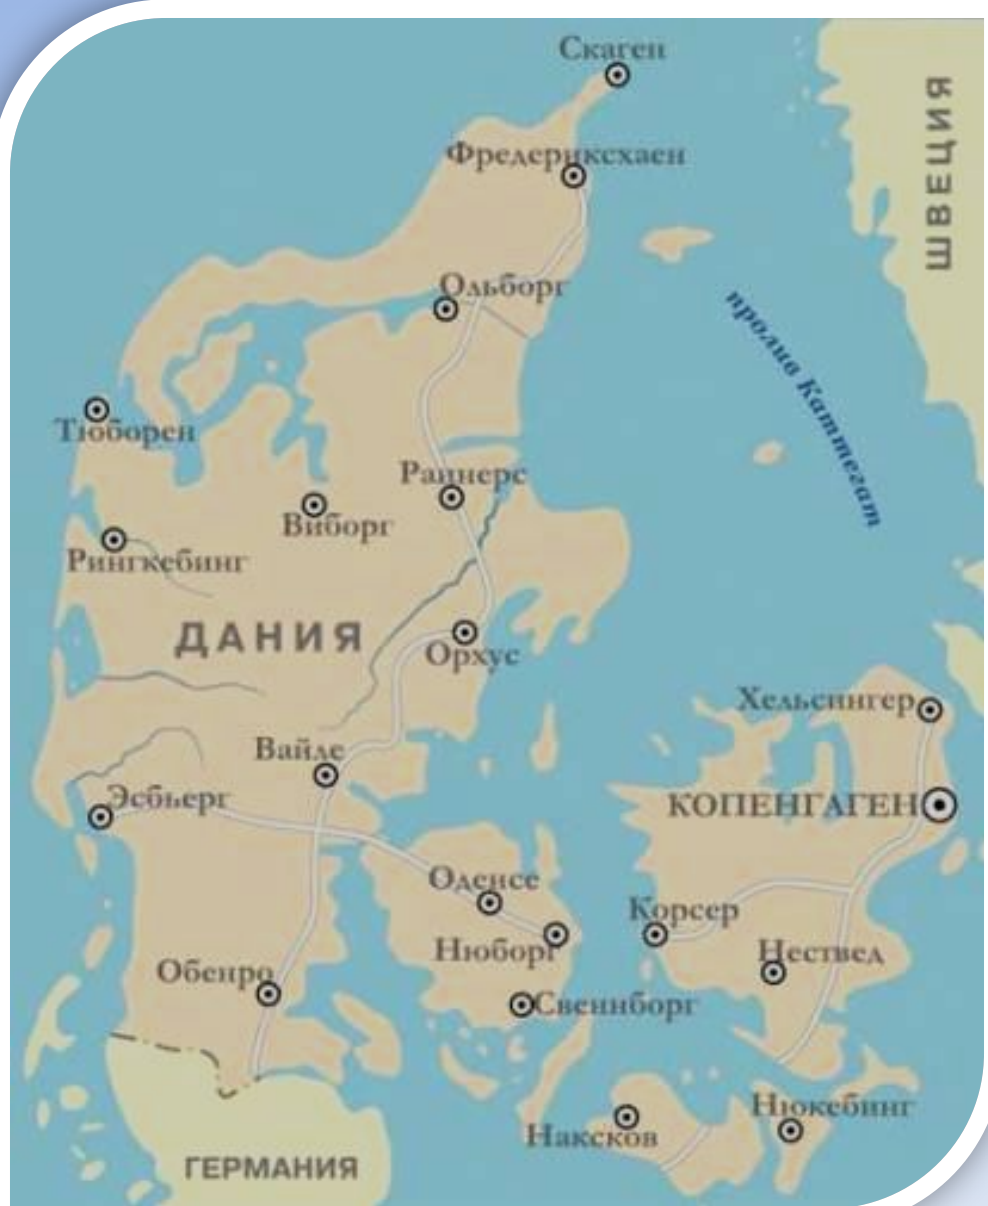 Скаген
ШВЕЦИЯ
Фредериксхаен
Ольборг
пролив Каттегат
Тюборен
Раннерс
Виборг
Рингкебинг
ДАНИЯ
Орхус
Хельсингер
Вайле
Эсбьерг
КОПЕНГАГЕН
Оденсе
Корсер
Нюборг
Нествед
Обенро
Свеннборг
Нюкебинг
Наксков
ГЕРМАНИЯ